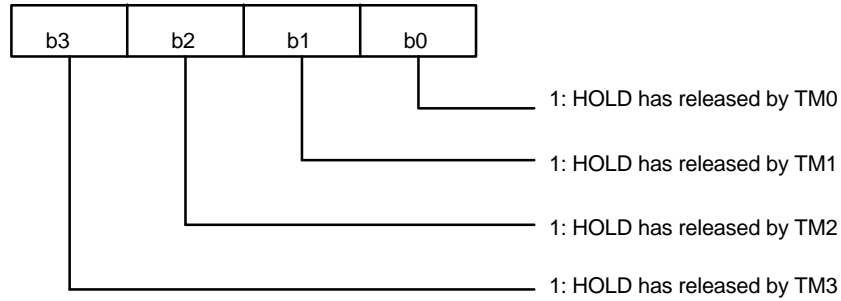 b3 b2 b1 b0
1: HOLD has released by TM0
1: HOLD has released by TM1
1: HOLD has released by TM2
1: HOLD has released by TM3